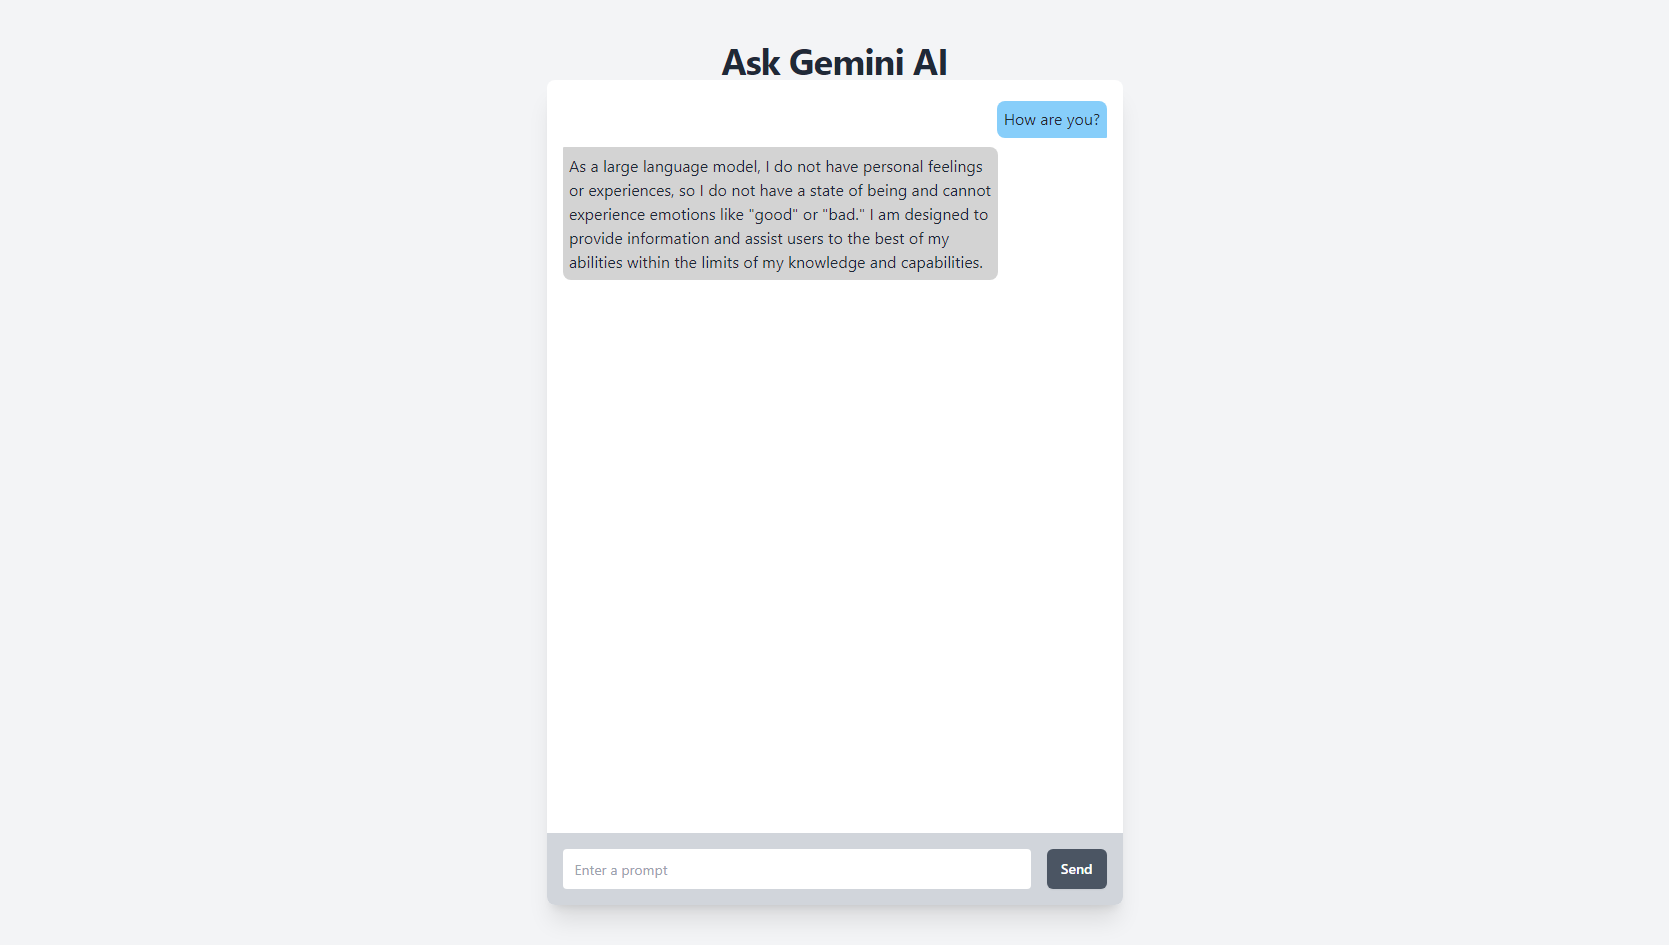 Ask Gemini AI
How are you?
As a large language model, I do not have personal feelings
or experiences, so I do not have a state of being and cannot
experience emotions like "good" or "bad." I am designed to
provide information and assist users to the best of my
abilities within the limits of my knowledge and capabilities.
Enter a prompt
Send